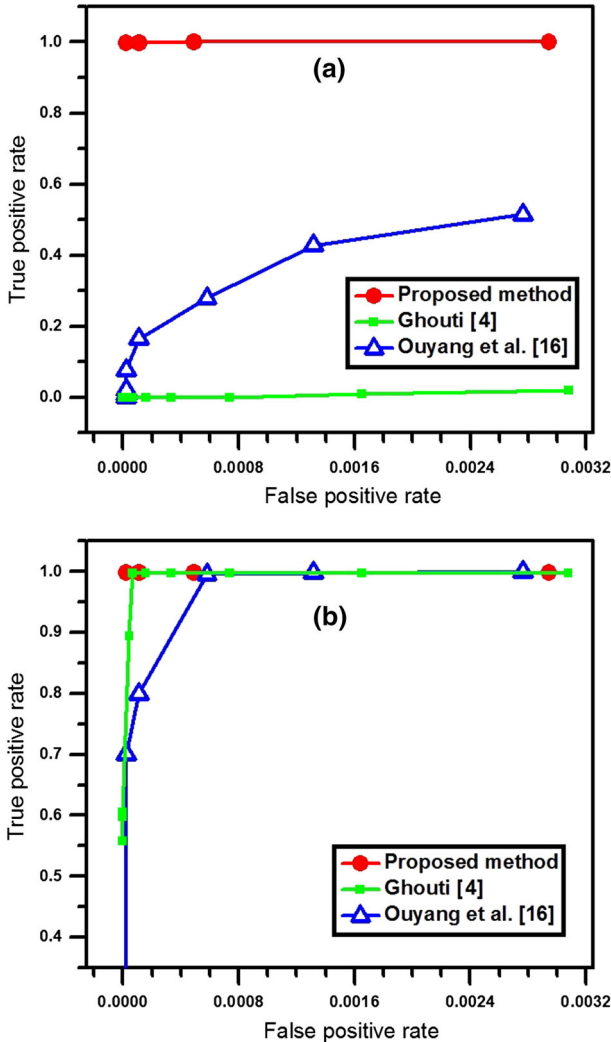 1.0
(a)
0.8
0.6
0.4
0.2
0.0
True positive rate
Proposed method
Ghouti [4]
Ouyang et al. [16]
0.0000
0.0008
0.0016
0.0024
0.0032
False positive rate
1.0
(b)
0.9
0.8
0.7
0.6
0.5
0.4
True positive rate
Proposed method
Ghouti [4]
Ouyang et al. [16]
0.0000
0.0008
0.0016
0.0024
0.0032
False positive rate